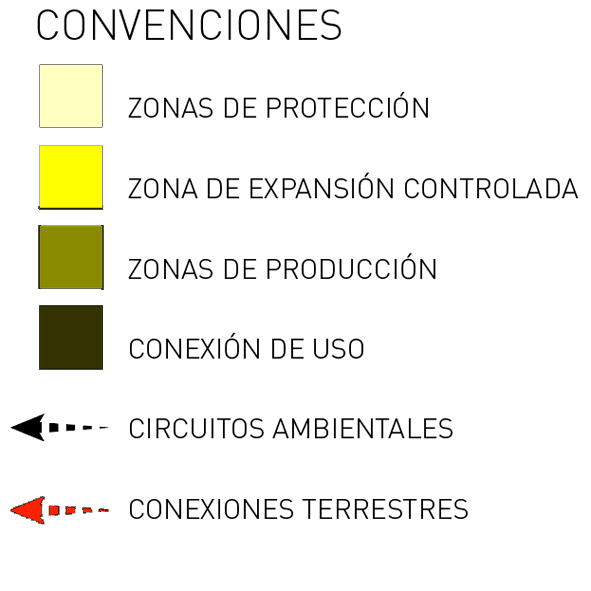 CONVENCIONES
ZONAS DE PROTECCIÓN
ZONA DE EXPANSIÓN CONTROLADA
ZONAS DE PRODUCCIÓN
CONEXIÓN DE USO
CIRCUITOS AMBIENTALES
CONEXIONES TERRESTRES